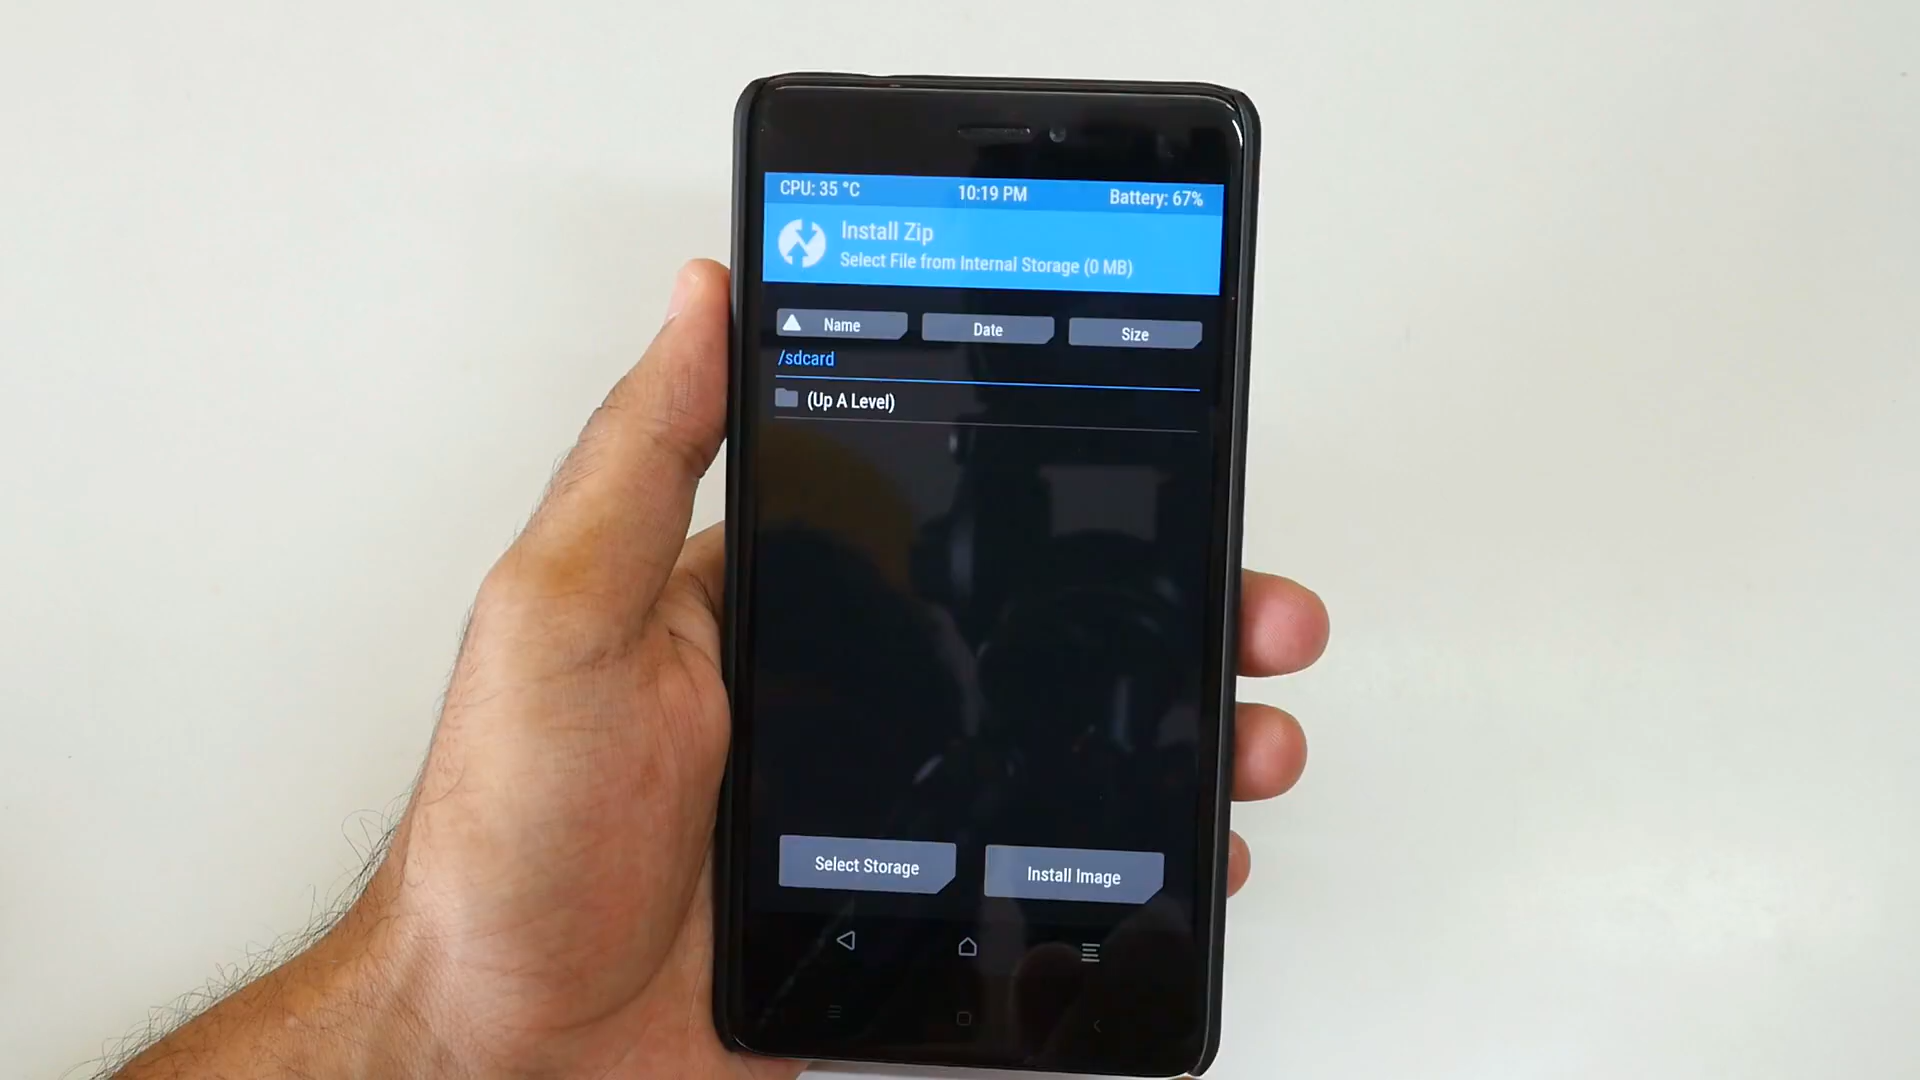 CPU: 35 °C 10:19 PM Battery: 67%
Install Zip
Select File from Internal Storage (0 MB)
Name Date Size
/sdcard
(Up A Level)
Select Storage Install Image